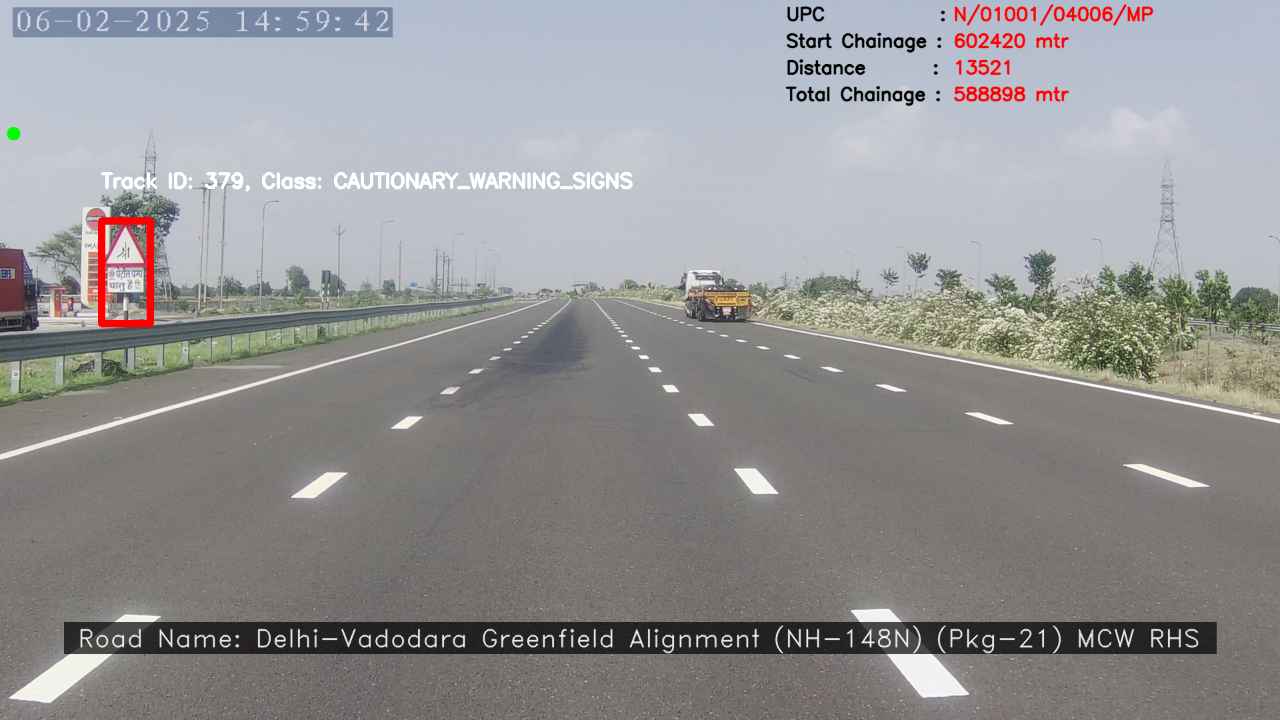 06-02-2025 14:59:42
UPC : N/01001/04006/MP
Start Chainage : 602420 mtr
Distance : 13521
Total Chainage : 588898 mtr
Track ID: 379, Class: CAUTIONARY_WARNING_SIGNS
पेट्रोल पम्प
चालू है
Road Name: Delhi-Vadodara Greenfield Alignment (NH-148N) (Pkg-21) MCW RHS